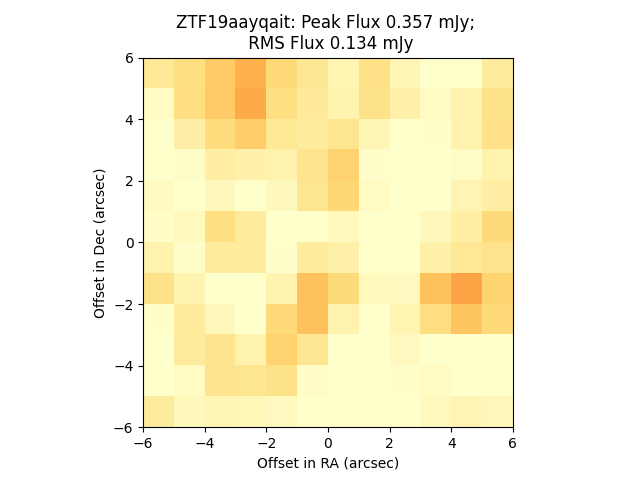 ZTF19aayqait: Peak Flux 0.357 mJy;
RMS Flux 0.134 mJy
6
4
2
0
−2
−4
−6
Offset in Dec (arcsec)
−6 −4 −2 0 2 4 6
Offset in RA (arcsec)